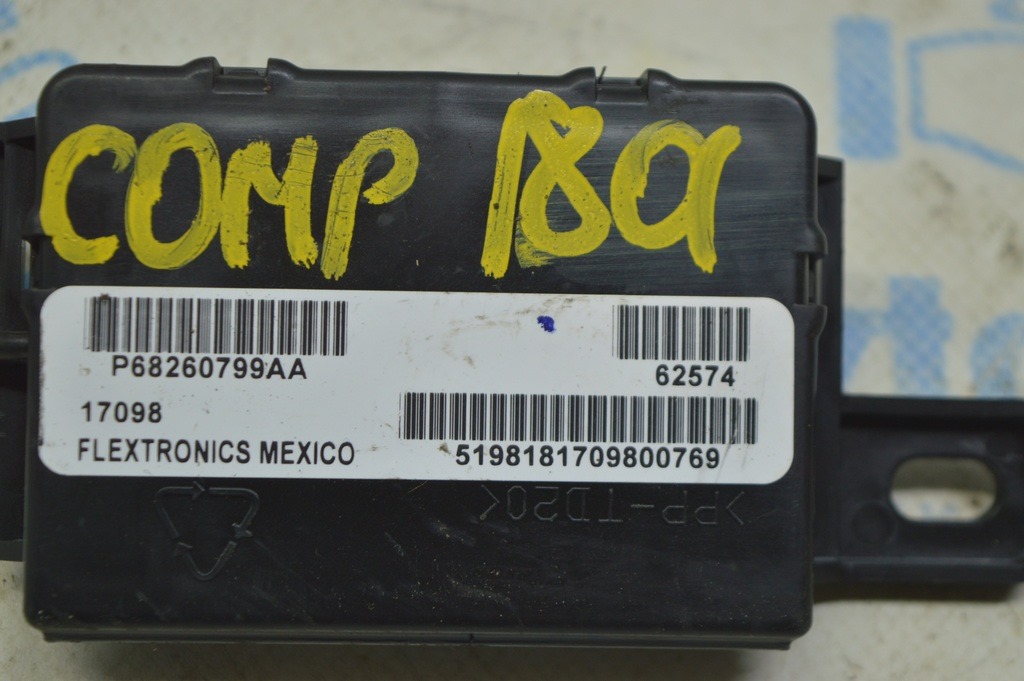 COMP 18a
P68260799AA
62574
17098
5198181709800769
FLEXTRONICS MEXICO
>PP-TD20<